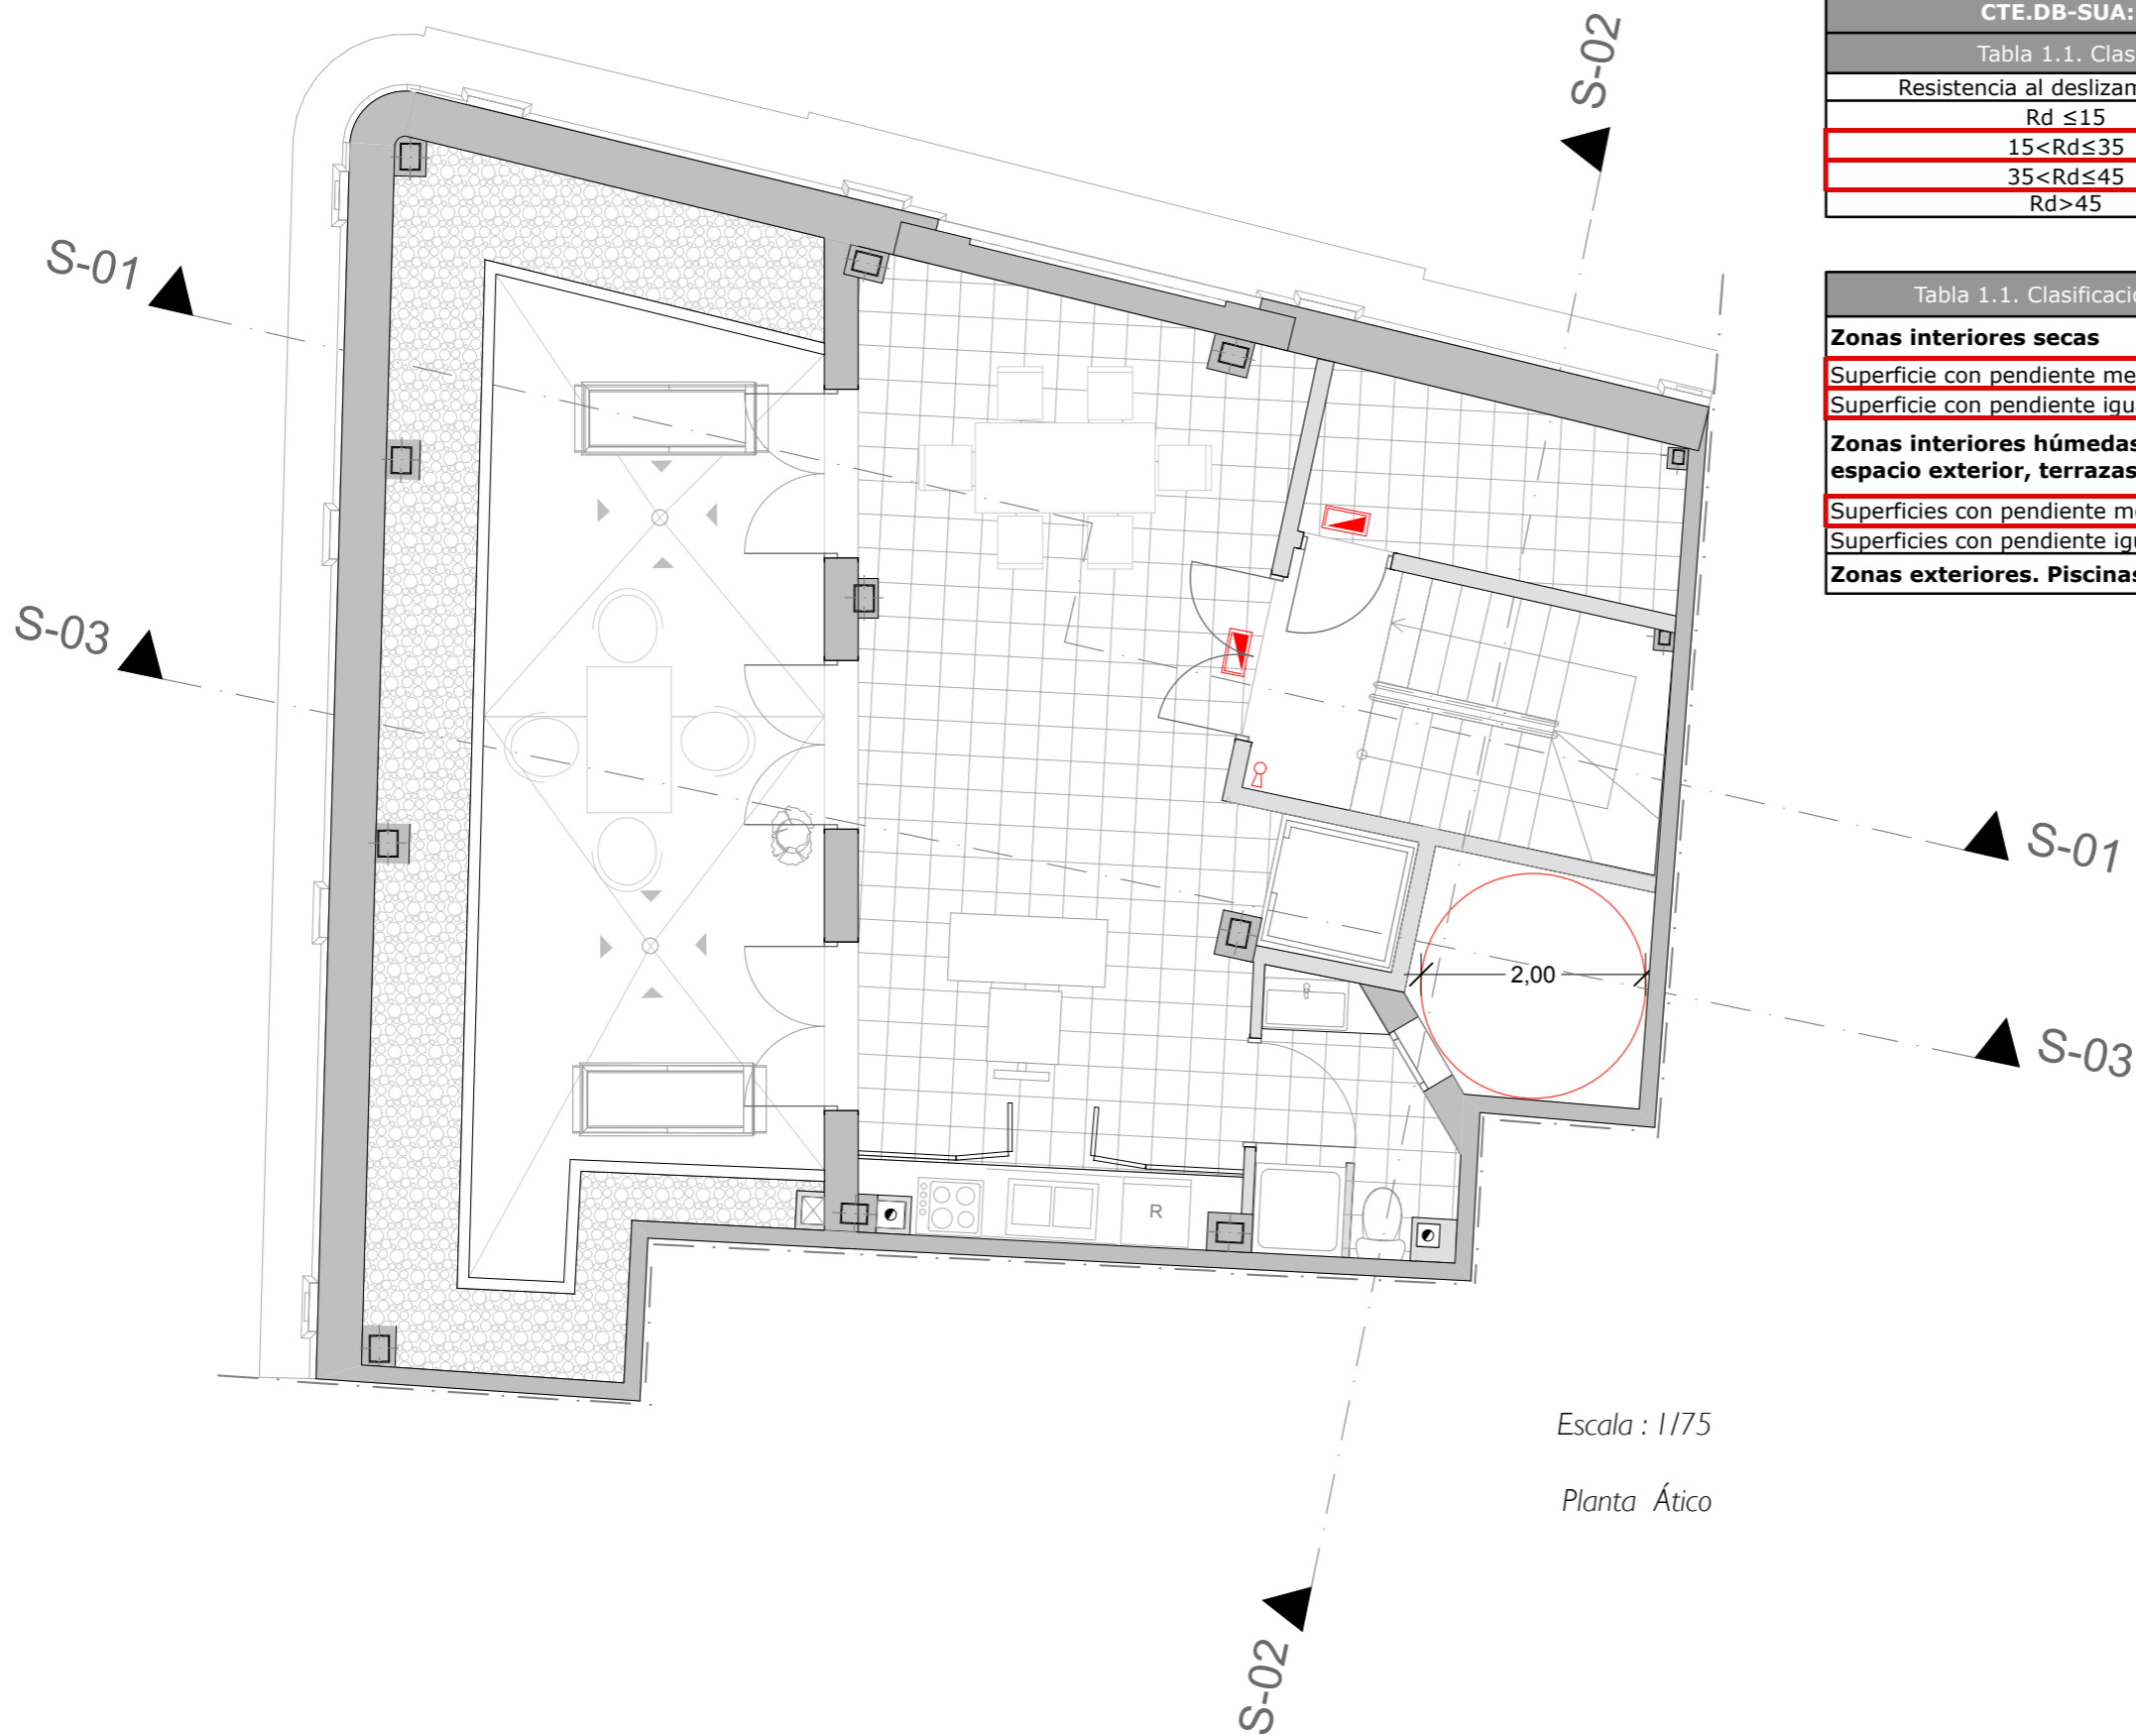 S-02
CTE.DB-SUA:
Tabla 1.1. Clas
Resistencia al deslizam
Rd ≤15
15<Rd≤35
35<Rd≤45
Rd>45
Tabla 1.1. Clasificació
Zonas interiores secas
Superficie con pendiente me
Superficie con pendiente igu
Zonas interiores húmedas
espacio exterior, terrazas
Superficies con pendiente me
Superficies con pendiente igu
Zonas exteriores. Piscinas
S-01
S-03
S-01
2,00
S-03
R
Escala : 1/75
Planta Ático
S-02